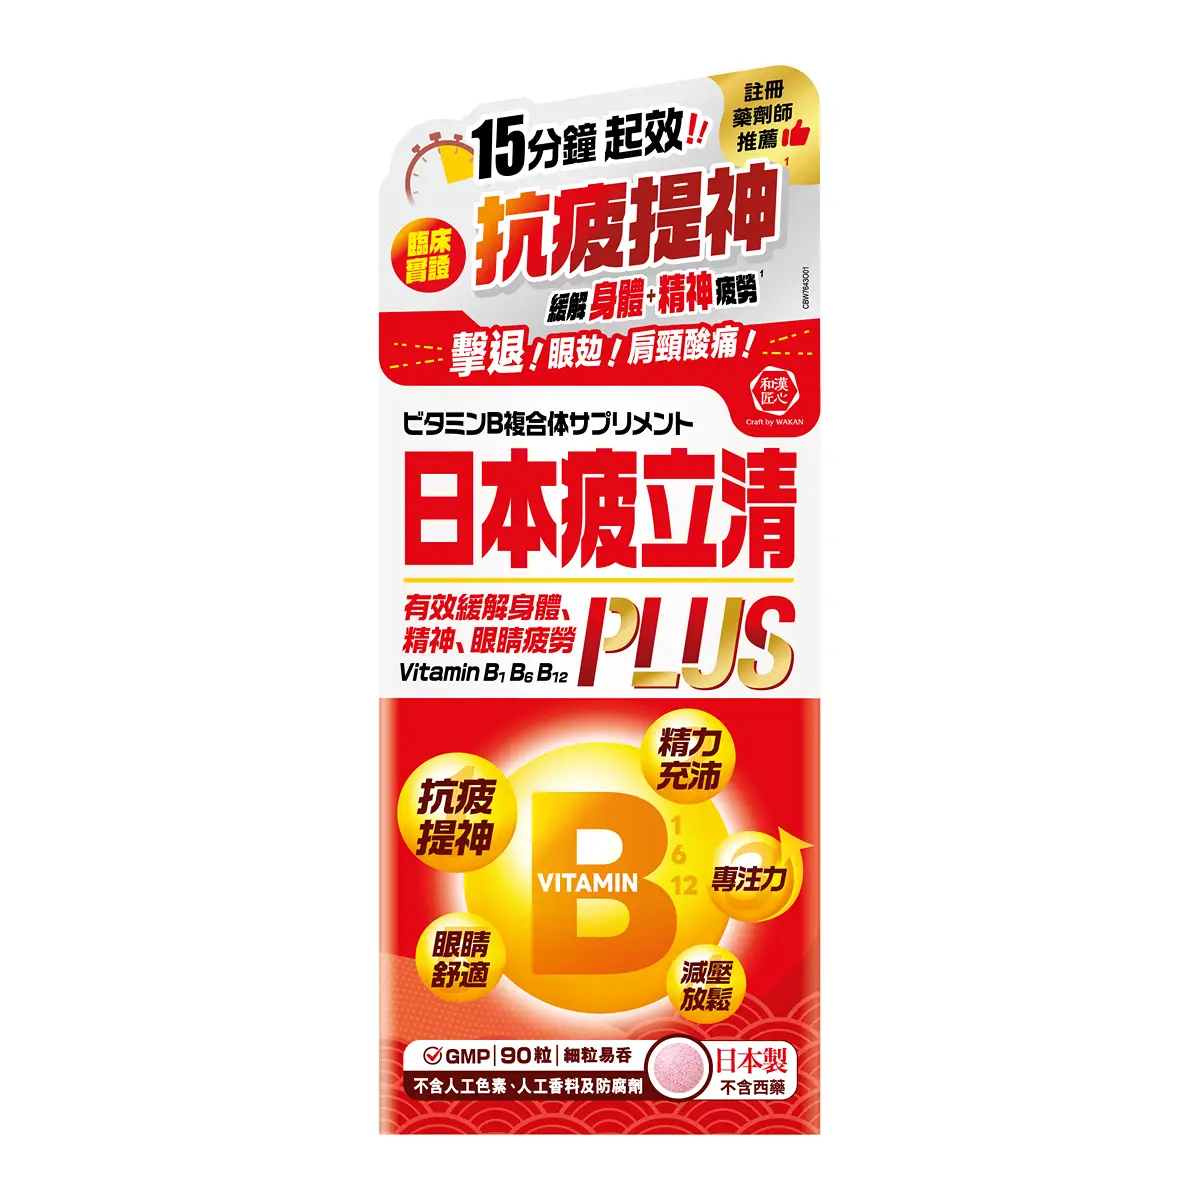 15分鐘 起效!!
註冊
藥劑師
推薦
1
臨床
實證
抗疲提神
緩解 身體+精神 疲勞1
CBW7643O01
擊退!眼攰!肩頸酸痛!
和漢
匠心
Craft by WAKAN
ビタミンB複合体サプリメント
日本疲立清
有效緩解身體、
精神、眼睛疲勞
Vitamin B1 B6 B12
PLUS
精力
充沛
抗疲
提神
VITAMIN B
1
6
12
專注力
眼睛
舒適
減壓
放鬆
GMP|90粒|細粒易吞
不含人工色素、人工香料及防腐劑
日本製
不含西藥